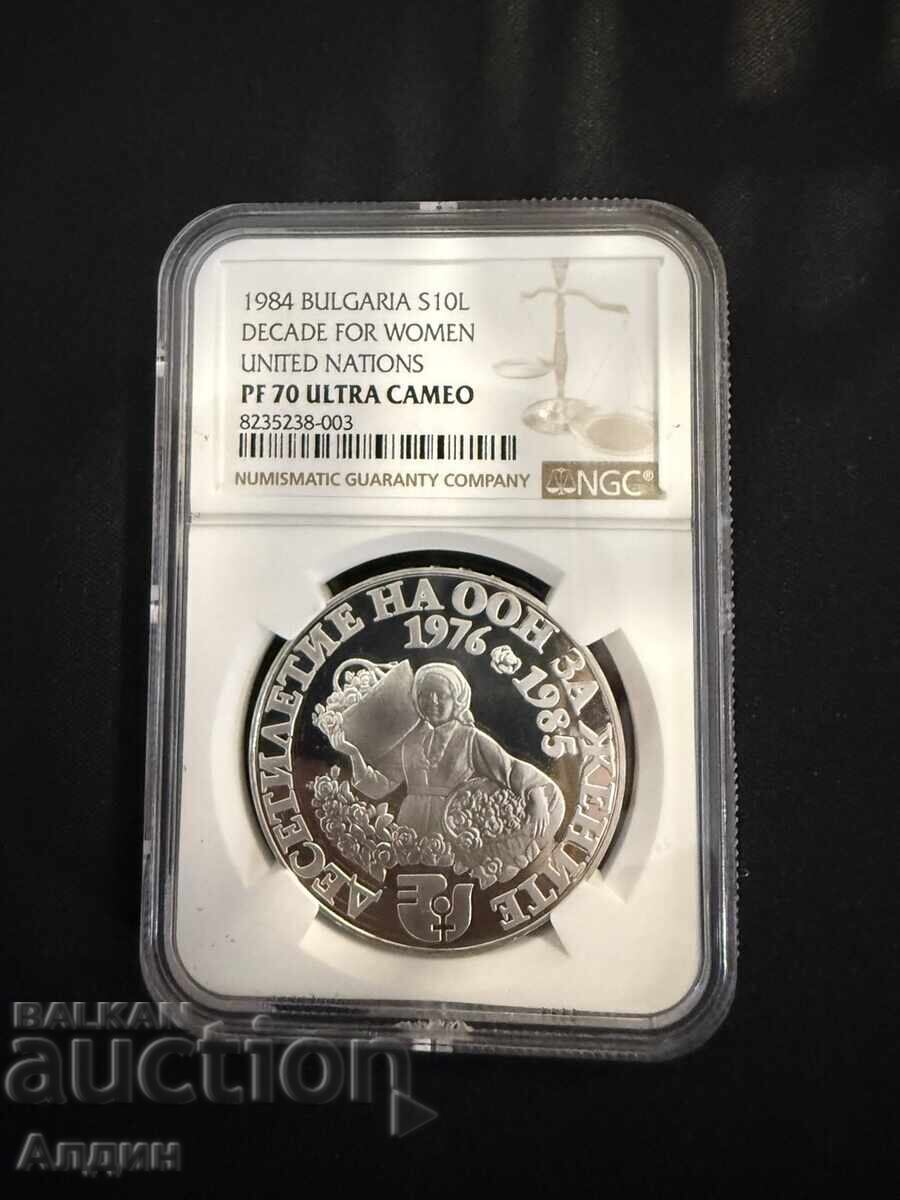 1984 BULGARIA S10L
DECADE FOR WOMEN
UNITED NATIONS
PF 70 ULTRA CAMEO
8235238-003
NUMISMATIC GUARANTY COMPANY
NGC®
ДЕСЕТИЛЕТИЕ НА ООН ЗА ЖЕНИТЕ
1976 1985
BALKAN
auction
Алдин